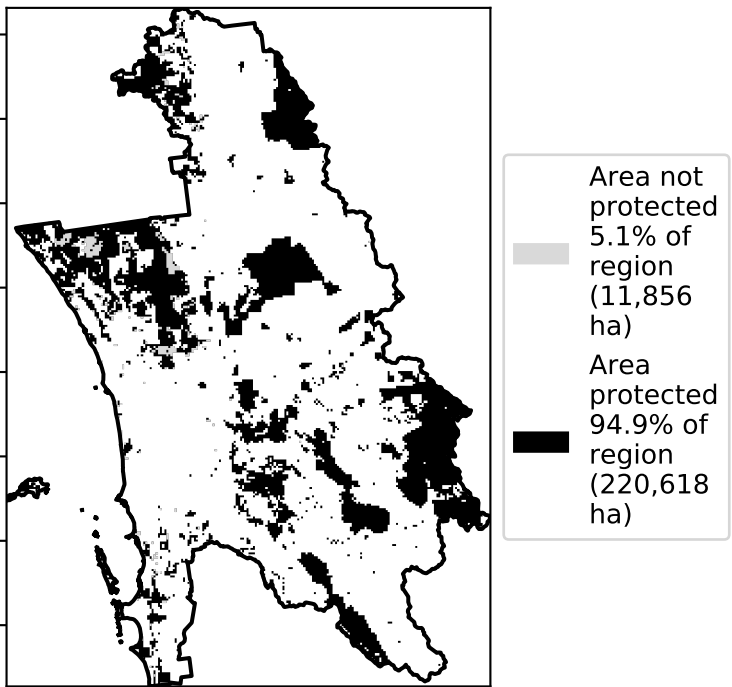 Area not
protected
5.1% of
region
(11,856
ha)
Area
protected
94.9% of
region
(220,618
ha)